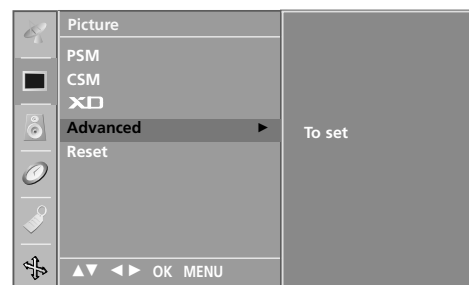 Picture
PSM
CSM
XD
Advanced ►
To set
Reset
▲▼ ◄► OK MENU